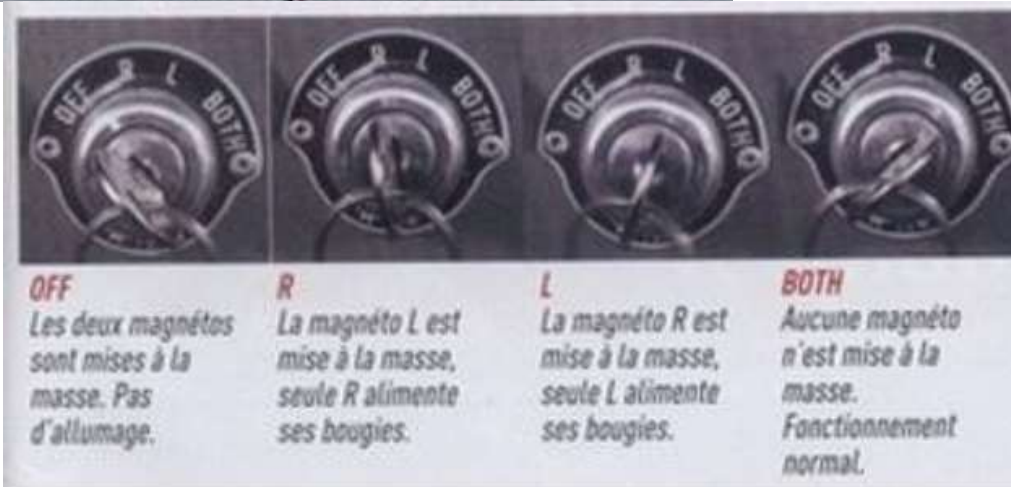 OFF R L BOTH
OFF R L BOTH
OFF R L BOTH
OFF R L BOTH
OFF
Les deux magnétos
sont mises à la
masse. Pas
d'allumage.
R
La magnéto L est
mise à la masse,
seule R alimente
ses bougies.
L
La magnéto R est
mise à la masse,
seule L alimente
ses bougies.
BOTH
Aucune magnéto
n'est mise à la
masse.
Fonctionnement
normal.